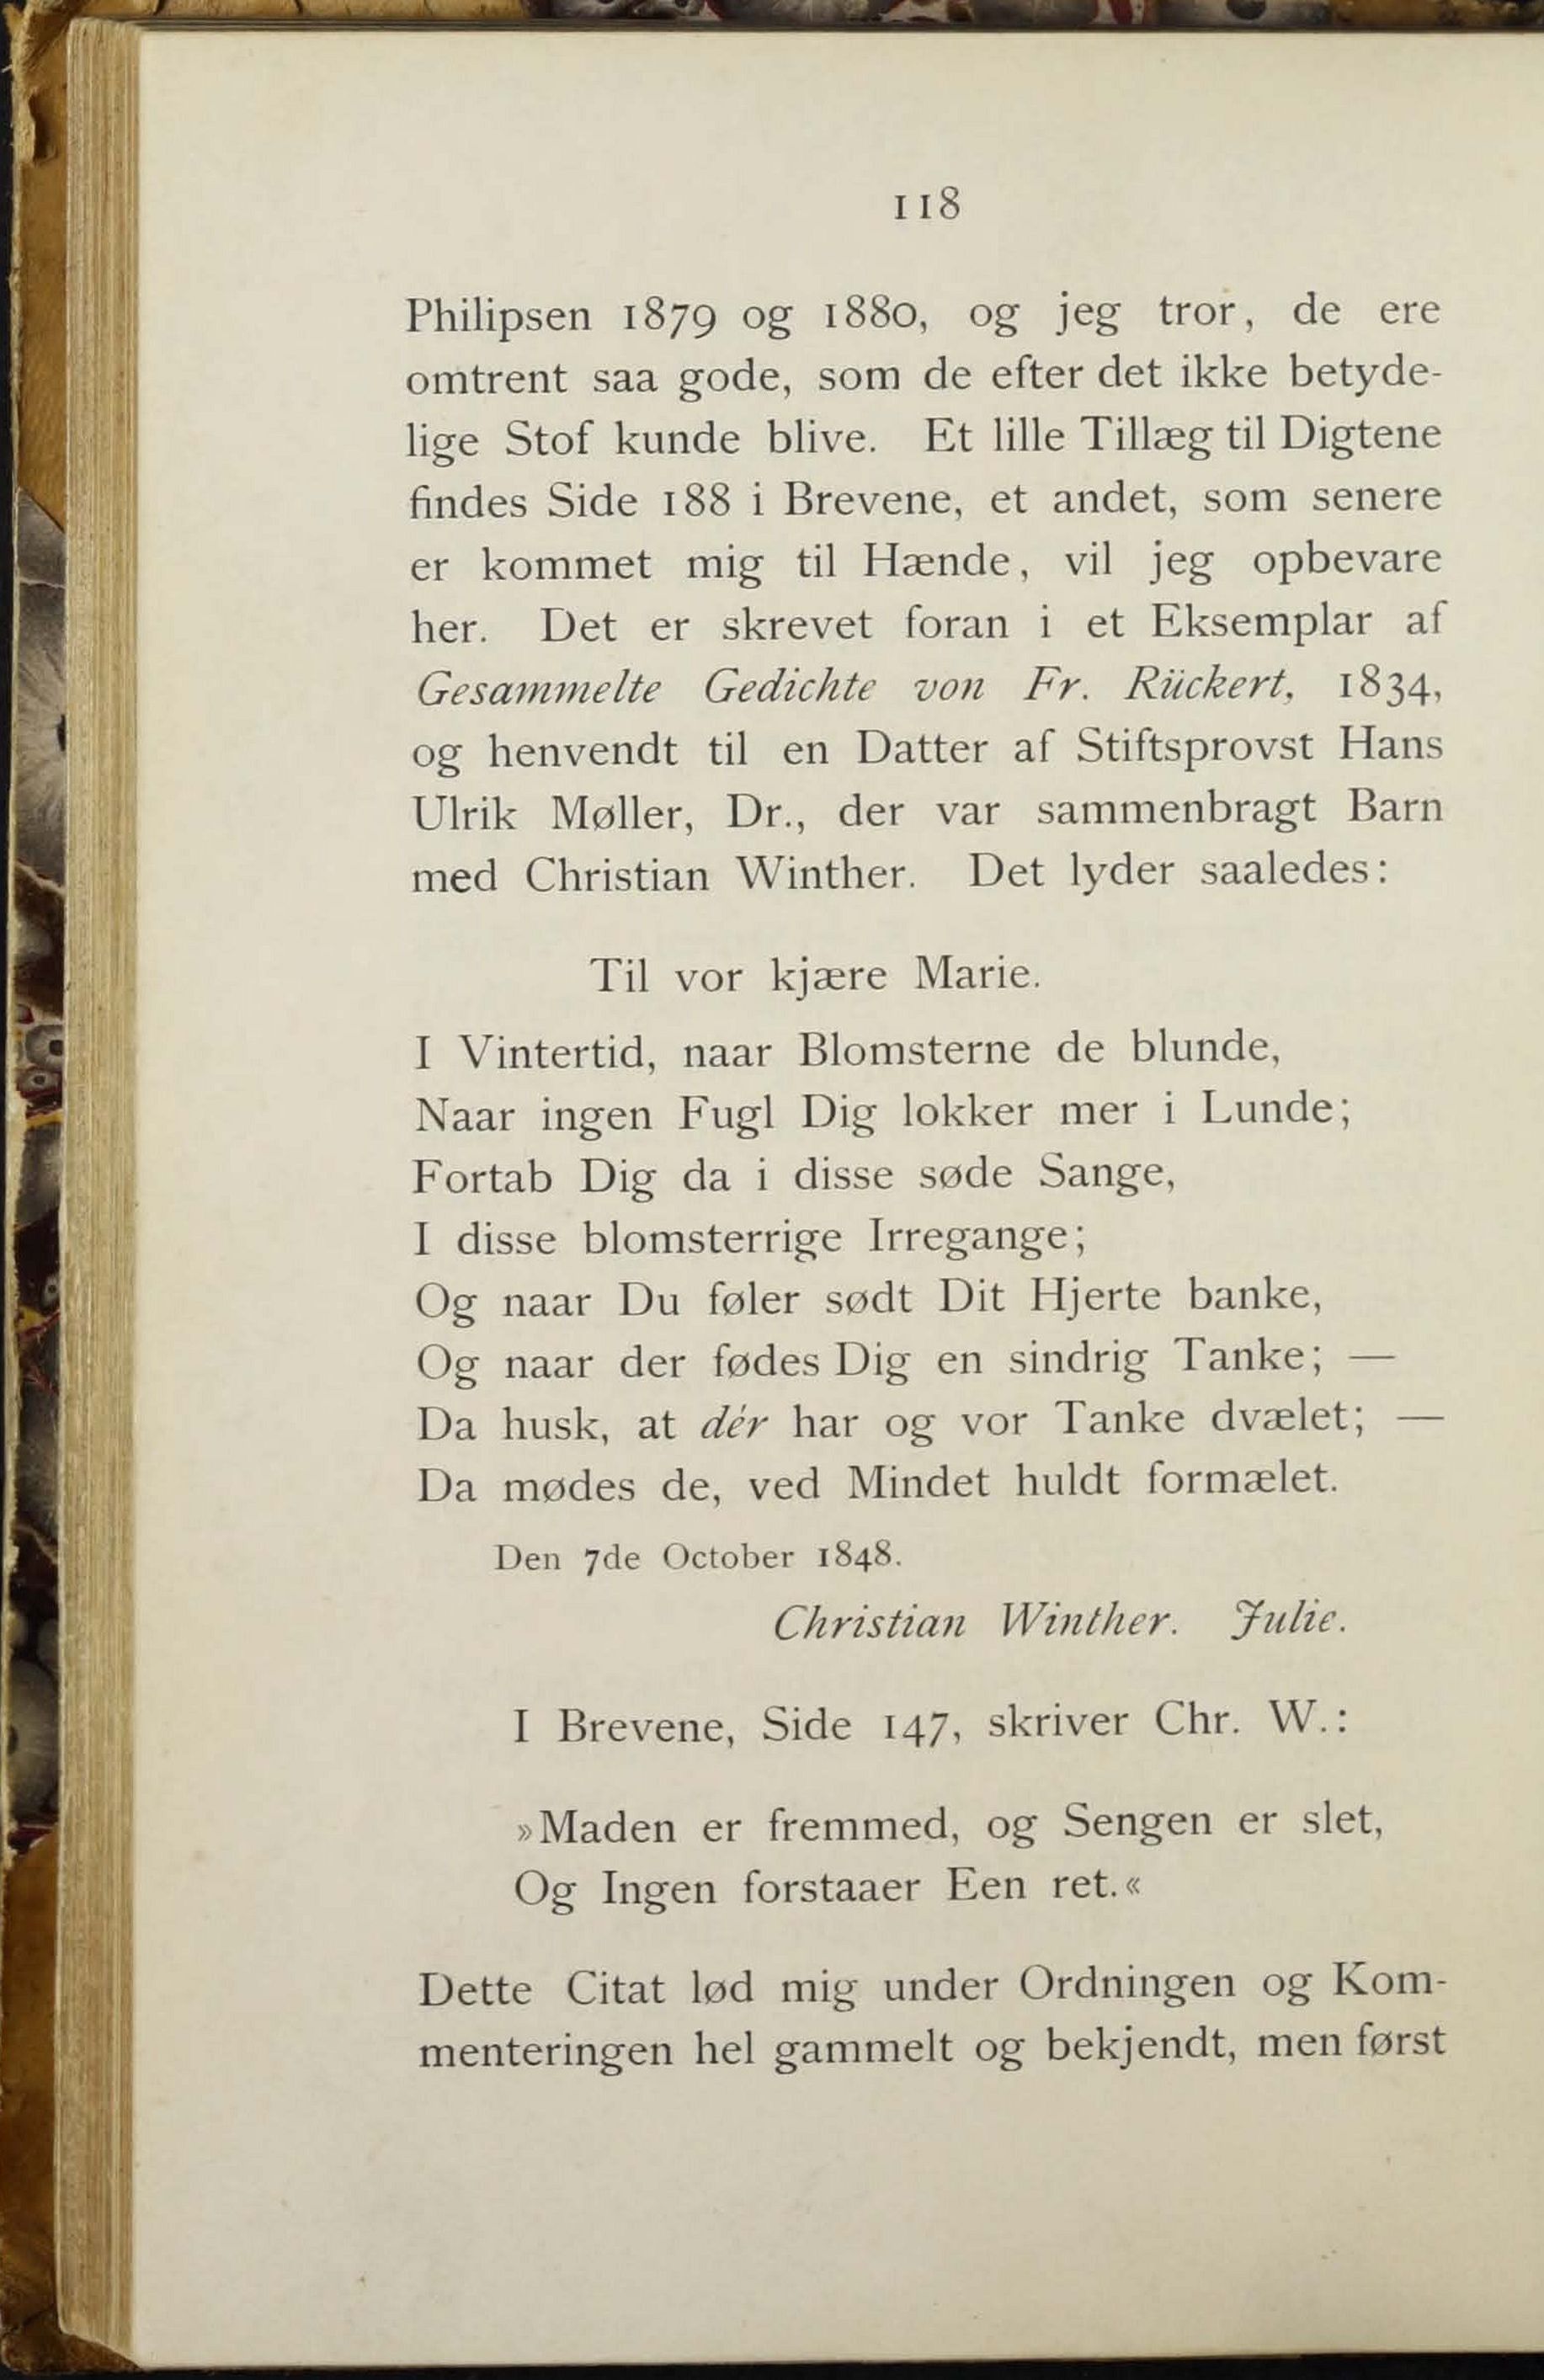 118
Philipsen 1879 og 1880, og jeg tror, de ere
omtrent saa gode, som de efter det ikke betyde-
lige Stof kunde blive. Et lille Tillæg til Digtene
findes Side 188 i Brevene, et andet, som senere
er kommet mig til Hænde, vil jeg opbevare
her. Det er skrevet foran i et Eksemplar af
Gesammelte Gedichte von Fr. Rückert, 1834,
og henvendt til en Datter af Stiftsprovst Hans
Ulrik Møller, Dr., der var sammenbragt Barn
med Christian Winther. Det lyder saaledes:
Til vor kjære Marie.
I Vintertid, naar Blomsterne de blunde,
Naar ingen Fugl Dig lokker mer i Lunde;
Fortab Dig da i disse søde Sange,
I disse blomsterrige Irregange;
Og naar Du føler sødt Dit Hjerte banke,
Og naar der fødes Dig en sindrig Tanke; —
Da husk, at dér har og vor Tanke dvælet; —
Da mødes de, ved Mindet huldt formælet.
Den 7de October 1848.
Christian Winther. Julie.
I Brevene, Side 147, skriver Chr. W.:
»Maden er fremmed, og Sengen er slet,
Og Ingen forstaaer Een ret.«
Dette Citat lød mig under Ordningen og Kom-
menteringen hel gammelt og bekjendt, men først